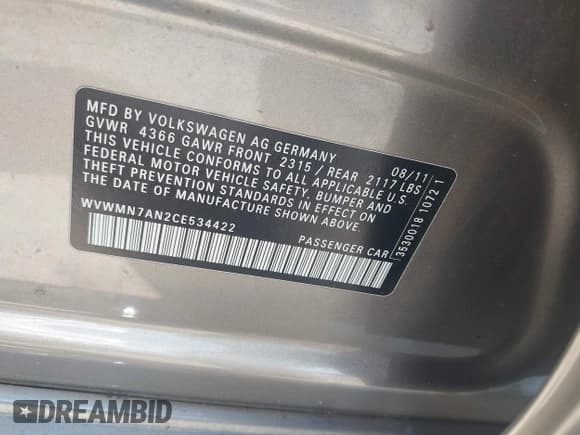 MFD BY VOLKSWAGEN AG GERMANY 08/11
GVWR 4366 GAWR FRONT 2315 / REAR 2117 LBS
THIS VEHICLE CONFORMS TO ALL APPLICABLE U.S.
FEDERAL MOTOR VEHICLE SAFETY, BUMPER AND
THEFT PREVENTION STANDARDS IN EFFECT ON
THE DATE OF MANUFACTURE SHOWN ABOVE.
WVWMN7AN2CE534422 PASSENGER CAR
3530018 10721
DREAMBID